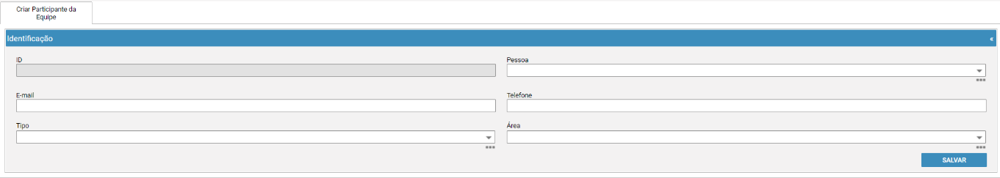 Criar Participante da
Equipe
Identificação «
ID
Pessoa
E-mail
Telefone
Tipo
Área
SALVAR